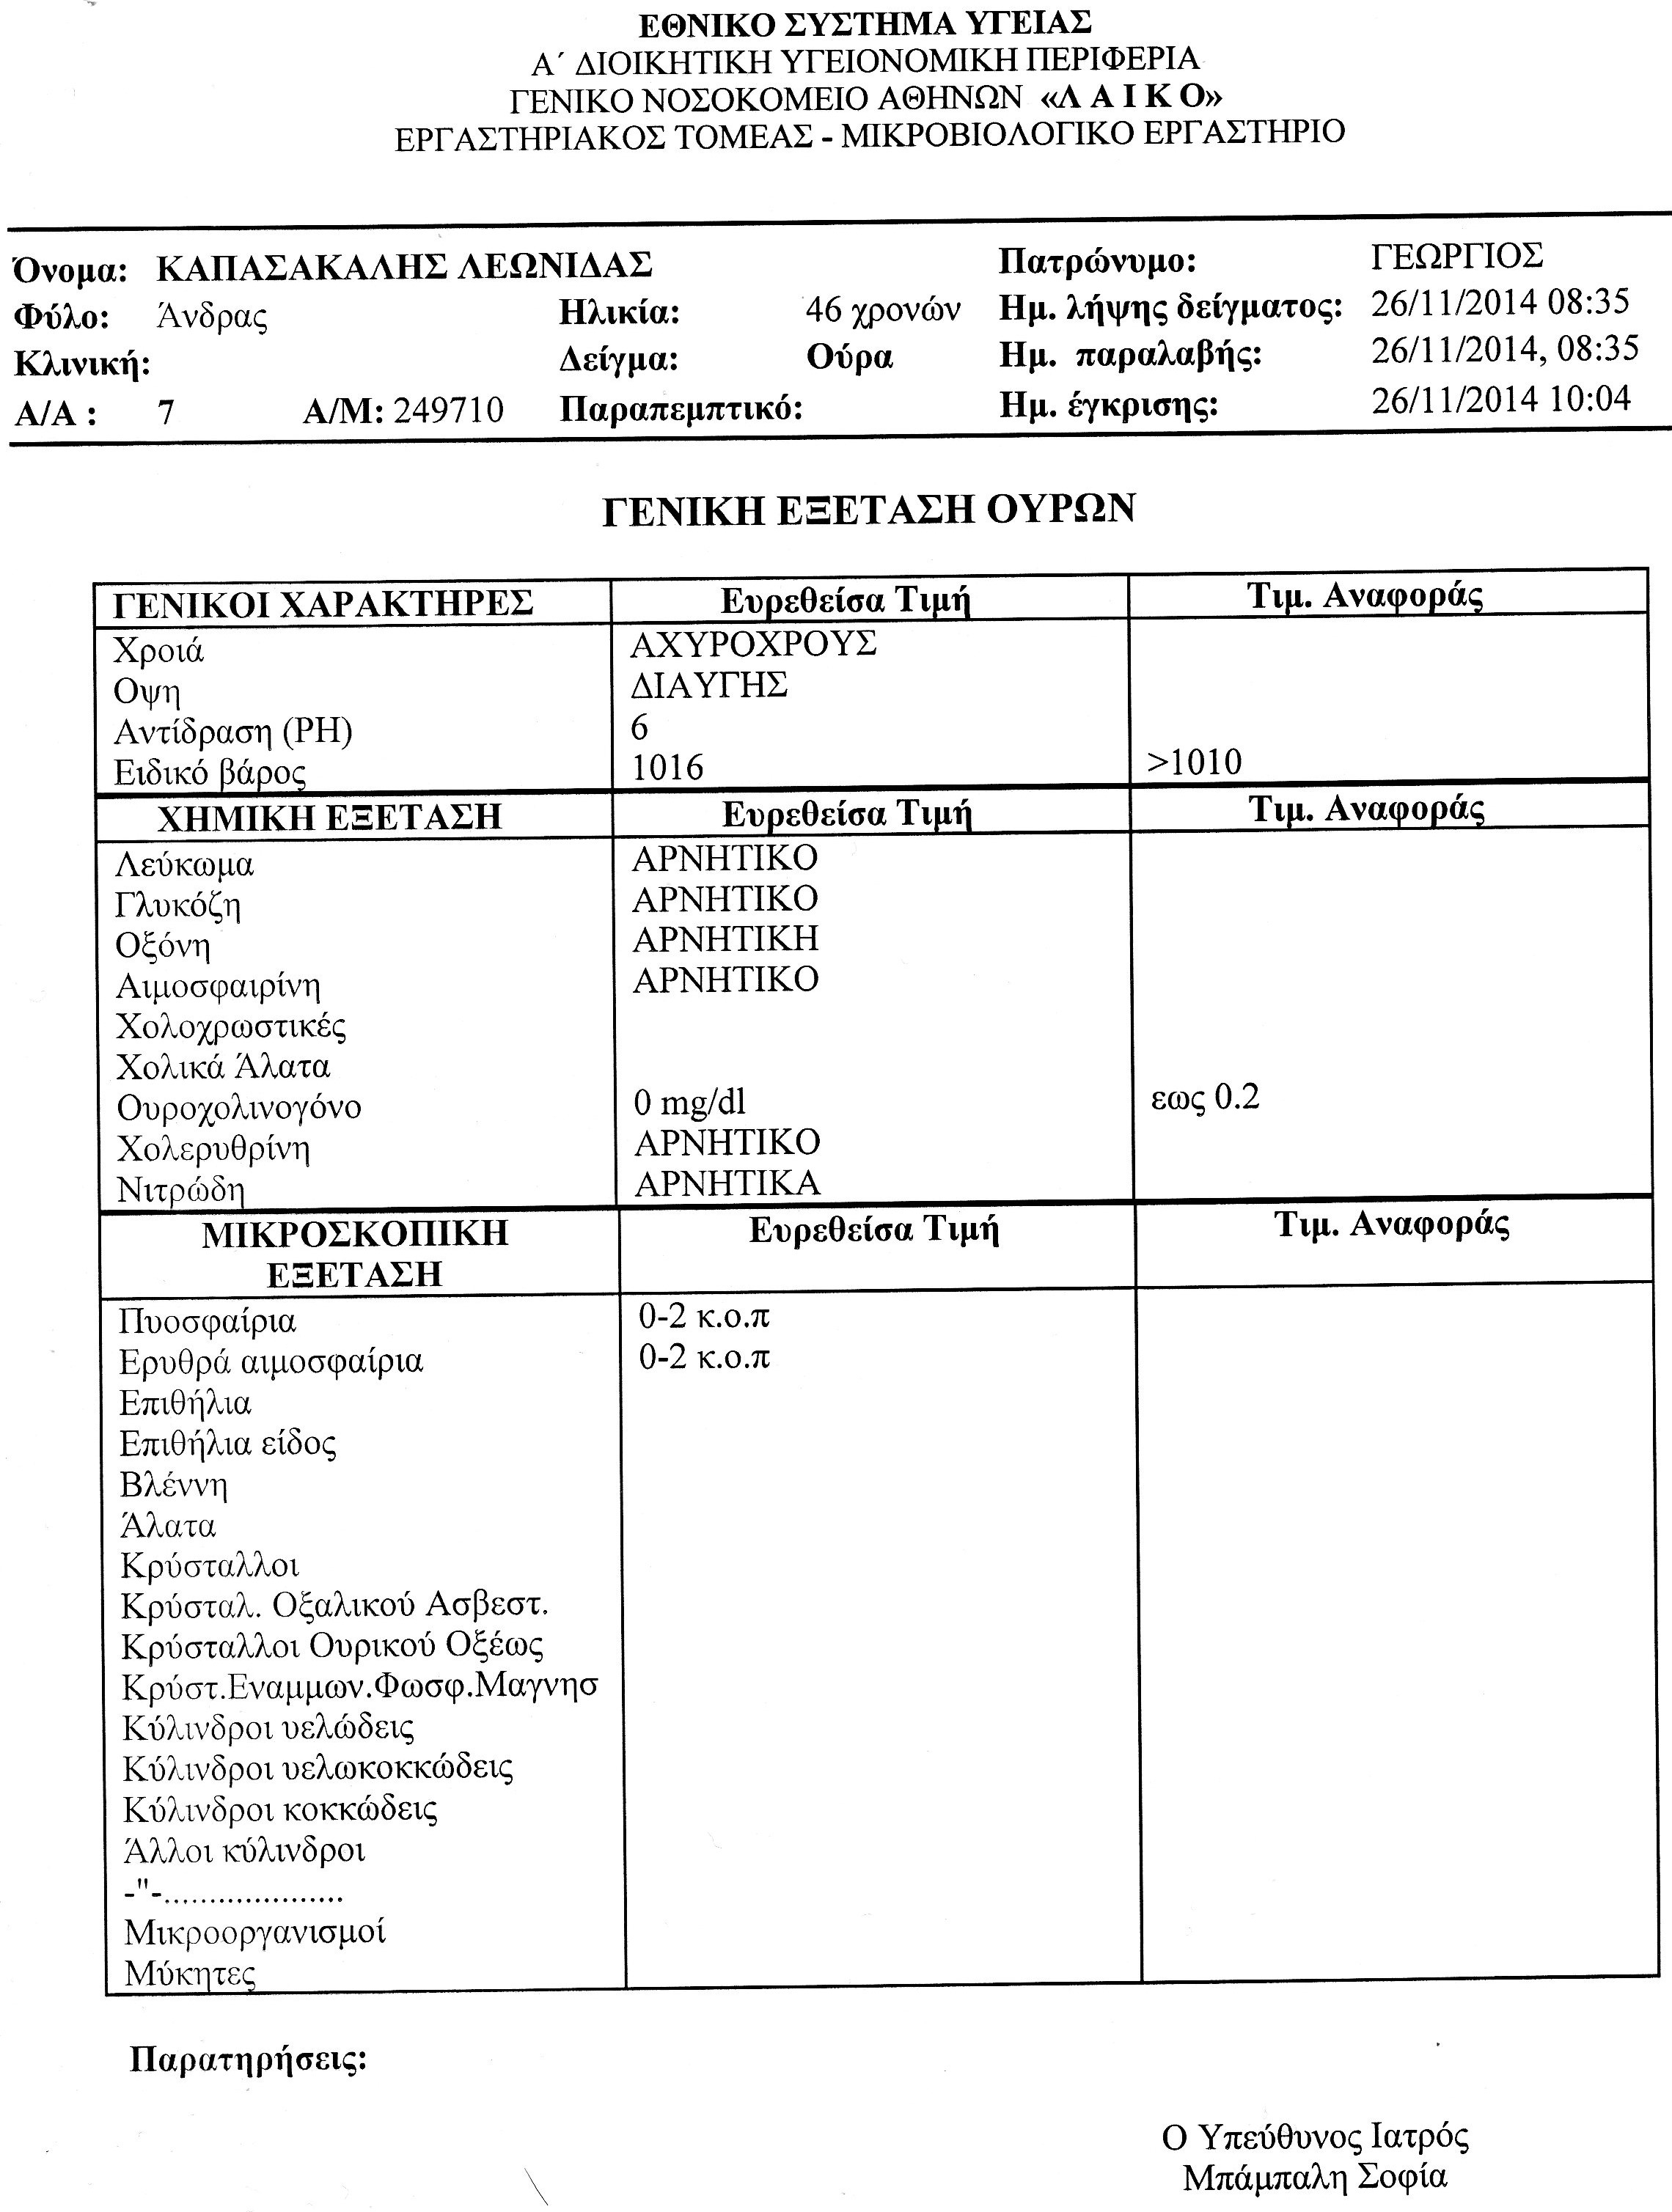 ΕΘΝΙΚΟ ΣΥΣΤΗΜΑ ΥΓΕΙΑΣ
Α΄ ΔΙΟΙΚΗΤΙΚΗ ΥΓΕΙΟΝΟΜΙΚΗ ΠΕΡΙΦΕΡΙΑ
ΓΕΝΙΚΟ ΝΟΣΟΚΟΜΕΙΟ ΑΘΗΝΩΝ «Λ Α Ι Κ Ο»
ΕΡΓΑΣΤΗΡΙΑΚΟΣ ΤΟΜΕΑΣ - ΜΙΚΡΟΒΙΟΛΟΓΙΚΟ ΕΡΓΑΣΤΗΡΙΟ
Όνομα: ΚΑΠΑΣΑΚΑΛΗΣ ΛΕΩΝΙΔΑΣ Πατρώνυμο: ΓΕΩΡΓΙΟΣ
Φύλο: Άνδρας Ηλικία: 46 χρονών Ημ. λήψης δείγματος: 26/11/2014 08:35
Κλινική: Δείγμα: Ούρα Ημ. παραλαβής: 26/11/2014, 08:35
Α/Α : 7 Α/Μ: 249710 Παραπεμπτικό: Ημ. έγκρισης: 26/11/2014 10:04
ΓΕΝΙΚΗ ΕΞΕΤΑΣΗ ΟΥΡΩΝ
ΓΕΝΙΚΟΙ ΧΑΡΑΚΤΗΡΕΣ Ευρεθείσα Τιμή Τιμ. Αναφοράς
Χροιά ΑΧΥΡΟΧΡΟΥΣ
Οψη ΔΙΑΥΓΗΣ
Αντίδραση (PH) 6
Ειδικό βάρος 1016 >1010
ΧΗΜΙΚΗ ΕΞΕΤΑΣΗ Ευρεθείσα Τιμή Τιμ. Αναφοράς
Λεύκωμα ΑΡΝΗΤΙΚΟ
Γλυκόζη ΑΡΝΗΤΙΚΟ
Οξόνη ΑΡΝΗΤΙΚΗ
Αιμοσφαιρίνη ΑΡΝΗΤΙΚΟ
Χολοχρωστικές
Χολικά Άλατα
Ουροχολινογόνο 0 mg/dl εως 0.2
Χολερυθρίνη ΑΡΝΗΤΙΚΟ
Νιτρώδη ΑΡΝΗΤΙΚΑ
ΜΙΚΡΟΣΚΟΠΙΚΗ Ευρεθείσα Τιμή Τιμ. Αναφοράς
ΕΞΕΤΑΣΗ
Πυοσφαίρια 0-2 κ.ο.π
Ερυθρά αιμοσφαίρια 0-2 κ.ο.π
Επιθήλια
Επιθήλια είδος
Βλέννη
Άλατα
Κρύσταλλοι
Κρύσταλ. Οξαλικού Ασβεστ.
Κρύσταλλοι Ουρικού Οξέως
Κρύστ.Εναμμων.Φωσφ.Μαγνησ
Κύλινδροι υελώδεις
Κύλινδροι υελωκοκκώδεις
Κύλινδροι κοκκώδεις
Άλλοι κύλινδροι
-"-....................
Μικροοργανισμοί
Μύκητες
Παρατηρήσεις:
Ο Υπεύθυνος Ιατρός
Μπάμπαλη Σοφία